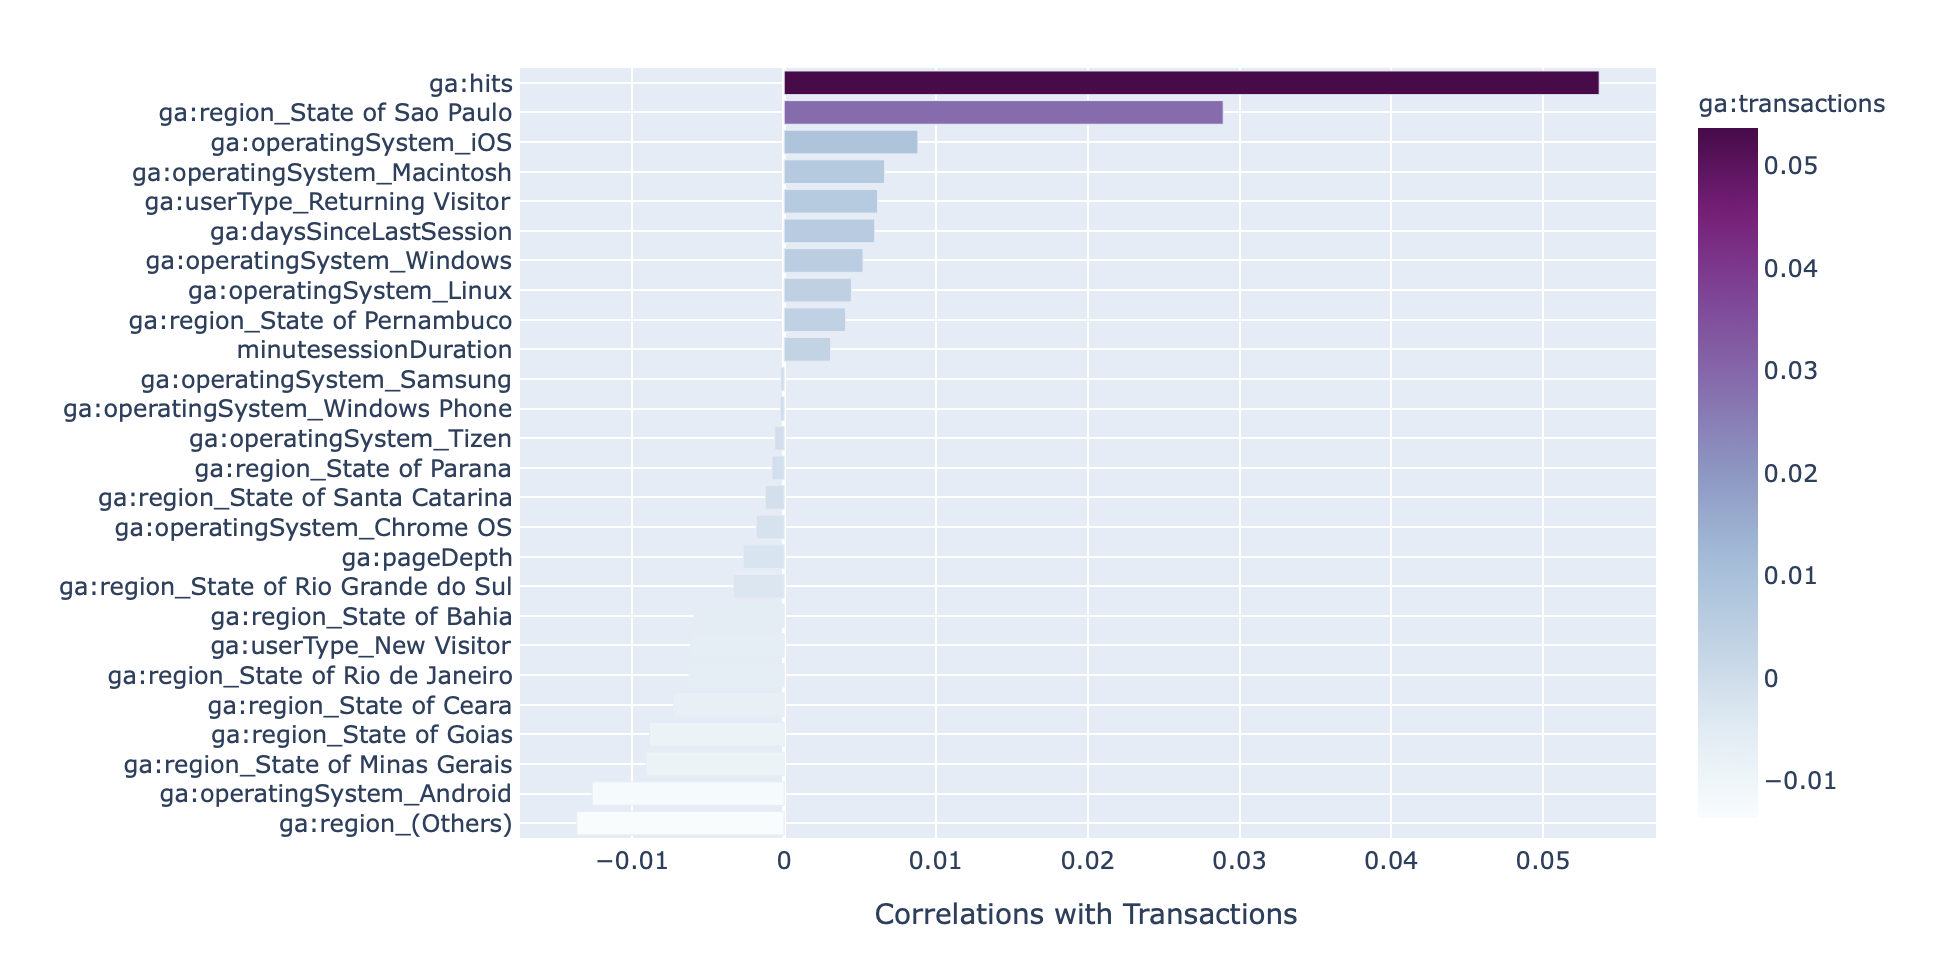 ga:hits
ga:region_State of Sao Paulo
ga:operatingSystem_iOS
ga:operatingSystem_Macintosh
ga:userType_Returning Visitor
ga:daysSinceLastSession
ga:operatingSystem_Windows
ga:operatingSystem_Linux
ga:region_State of Pernambuco
minutesessionDuration
ga:operatingSystem_Samsung
ga:operatingSystem_Windows Phone
ga:operatingSystem_Tizen
ga:region_State of Parana
ga:region_State of Santa Catarina
ga:operatingSystem_Chrome OS
ga:pageDepth
ga:region_State of Rio Grande do Sul
ga:region_State of Bahia
ga:userType_New Visitor
ga:region_State of Rio de Janeiro
ga:region_State of Ceara
ga:region_State of Goias
ga:region_State of Minas Gerais
ga:operatingSystem_Android
ga:region_(Others)
−0.01 0 0.01 0.02 0.03 0.04 0.05
Correlations with Transactions
ga:transactions
0.05
0.04
0.03
0.02
0.01
0
−0.01